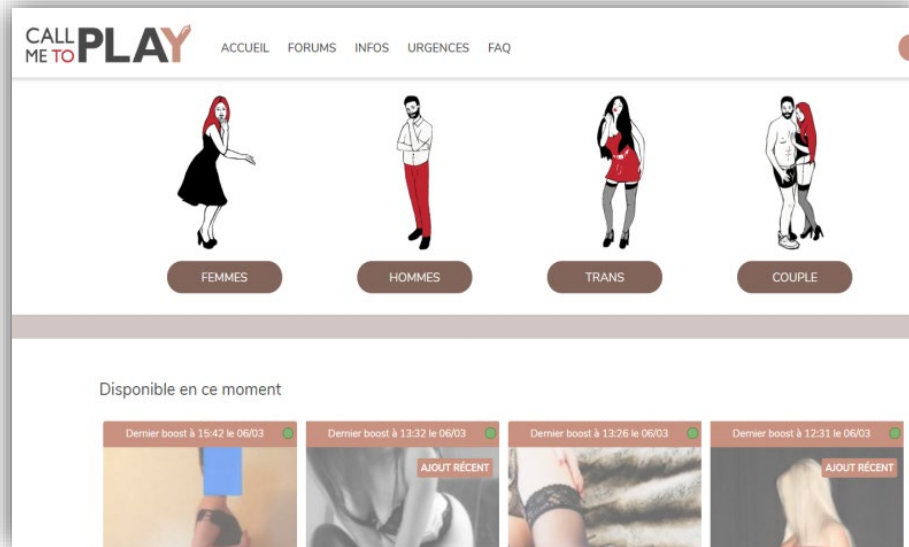 CALL
ME TO PLAY
ACCUEIL FORUMS INFOS URGENCES FAQ
FEMMES HOMMES TRANS COUPLE
Disponible en ce moment
Dernier boost à 15:42 le 06/03 Dernier boost à 13:32 le 06/03 Dernier boost à 13:26 le 06/03 Dernier boost à 12:31 le 06/03
AJOUT RÉCENT AJOUT RÉCENT